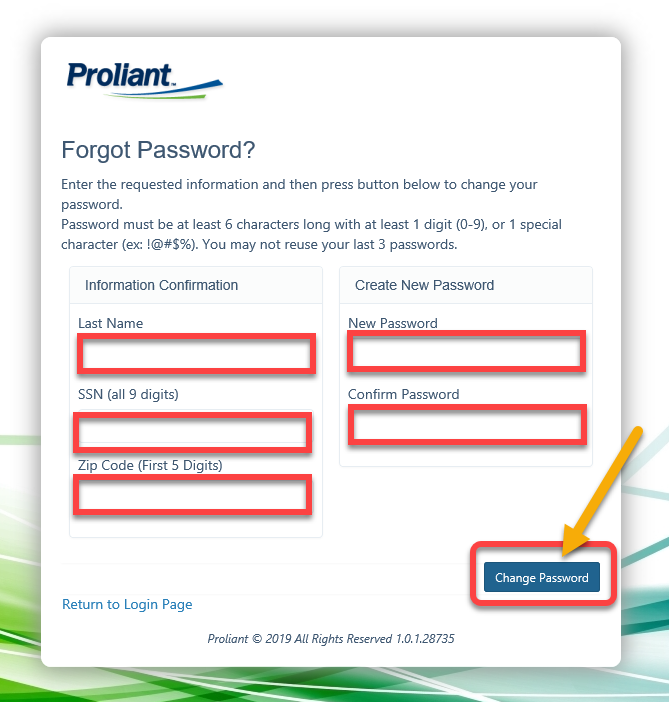 Proliant™
Forgot Password?
Enter the requested information and then press button below to change your
password.
Password must be at least 6 characters long with at least 1 digit (0-9), or 1 special
character (ex: !@#$%). You may not reuse your last 3 passwords.
Information Confirmation
Last Name
SSN (all 9 digits)
Zip Code (First 5 Digits)
Create New Password
New Password
Confirm Password
Change Password
Return to Login Page
Proliant © 2019 All Rights Reserved 1.0.1.28735